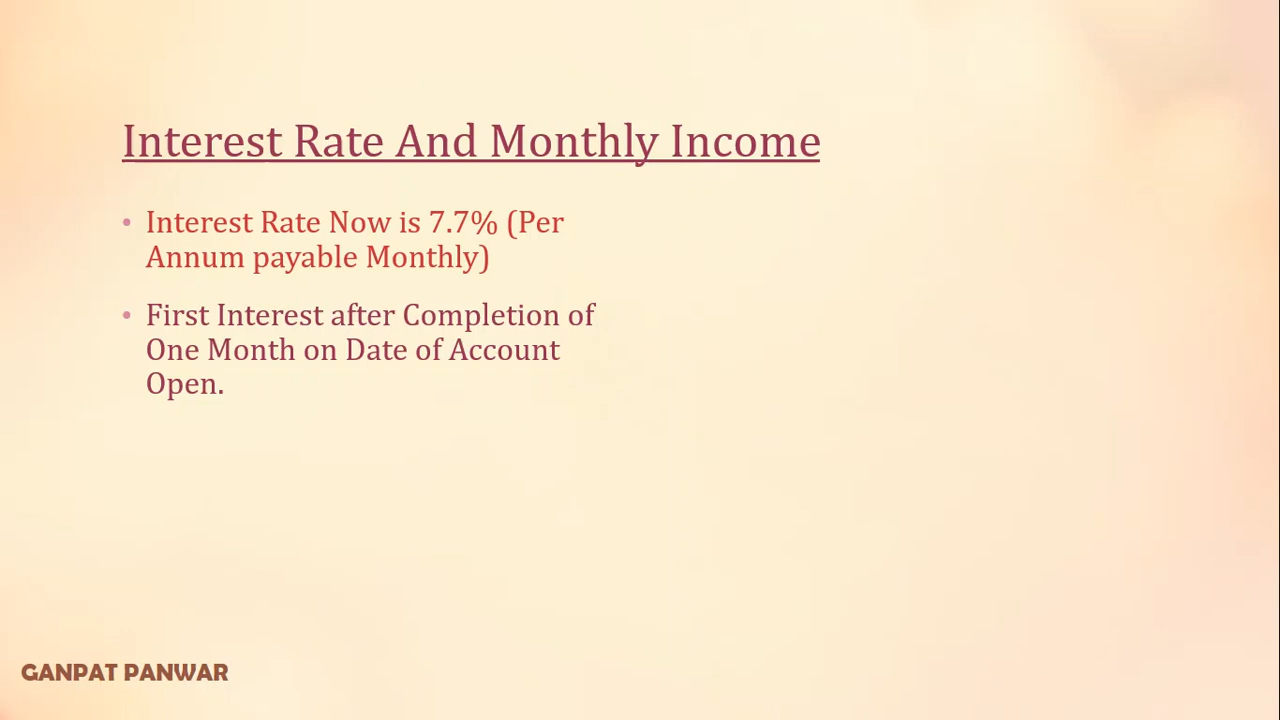 Interest Rate And Monthly Income
• Interest Rate Now is 7.7% (Per
Annum payable Monthly)
• First Interest after Completion of
One Month on Date of Account
Open.
GANPAT PANWAR